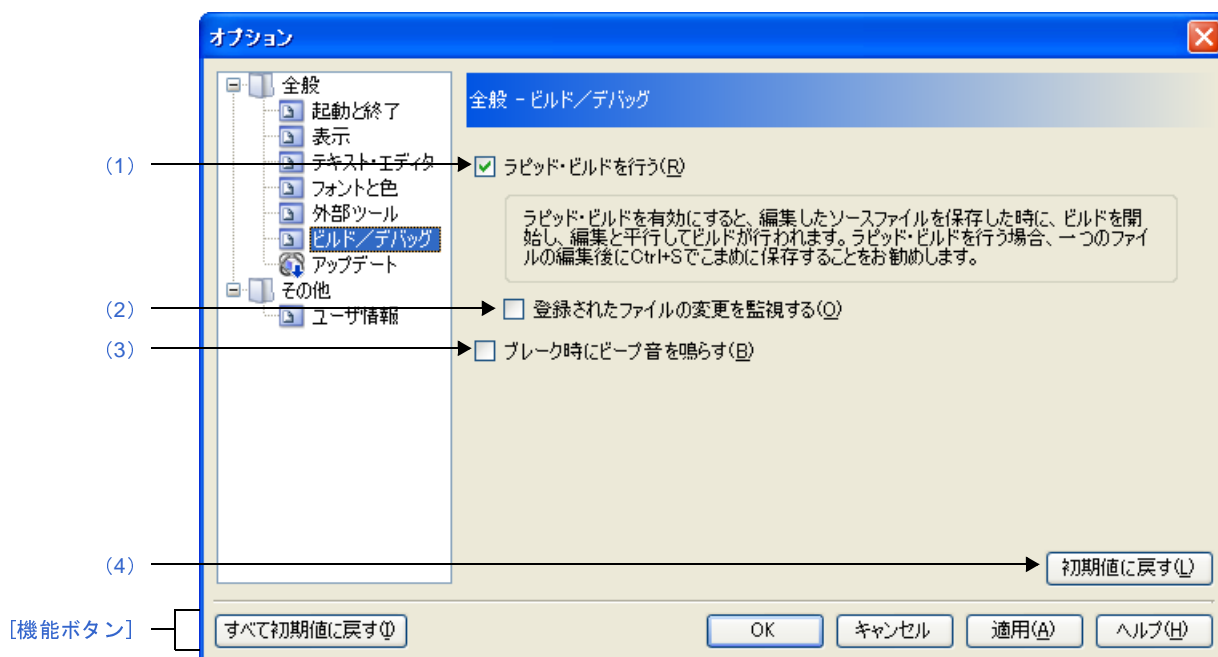 オプション
全般
起動と終了
表示
テキスト・エディタ
フォントと色
外部ツール
ビルド／デバッグ
アップデート
その他
ユーザ情報
全般 － ビルド／デバッグ
(1)
ラピッド・ビルドを行う(R)
ラピッド・ビルドを有効にすると、編集したソースファイルを保存した時に、ビルドを開
始し、編集と平行してビルドが行われます。ラピッド・ビルドを行う場合、一つのファイ
ルの編集後にCtrl+Sでこまめに保存することをお勧めします。
(2)
登録されたファイルの変更を監視する(O)
(3)
ブレーク時にビープ音を鳴らす(B)
(4)
初期値に戻す(L)
[機能ボタン]
すべて初期値に戻す(I)
OK
キャンセル
適用(A)
ヘルプ(H)